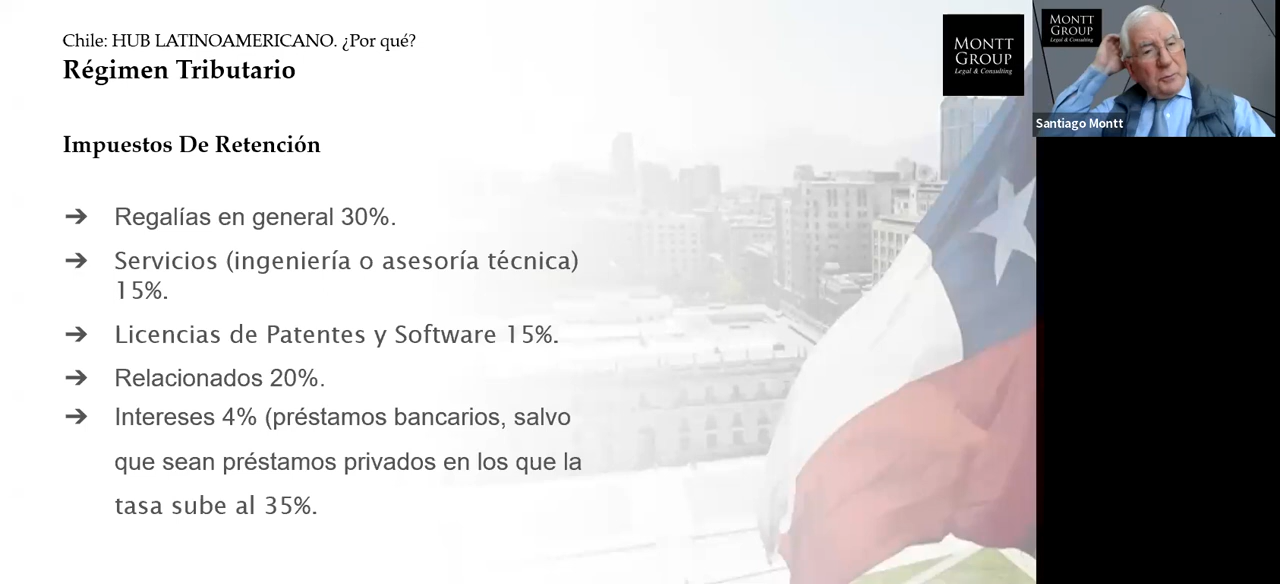 Chile: HUB LATINOAMERICANO. ¿Por qué?
Régimen Tributario
Impuestos De Retención
➔ Regalías en general 30%.
➔ Servicios (ingeniería o asesoría técnica)
15%.
➔ Licencias de Patentes y Software 15%.
➔ Relacionados 20%.
➔ Intereses 4% (préstamos bancarios, salvo
que sean préstamos privados en los que la
tasa sube al 35%.
MONTT
GROUP
Legal & Consulting
MONTT
GROUP
Legal & Consulting
Santiago Montt